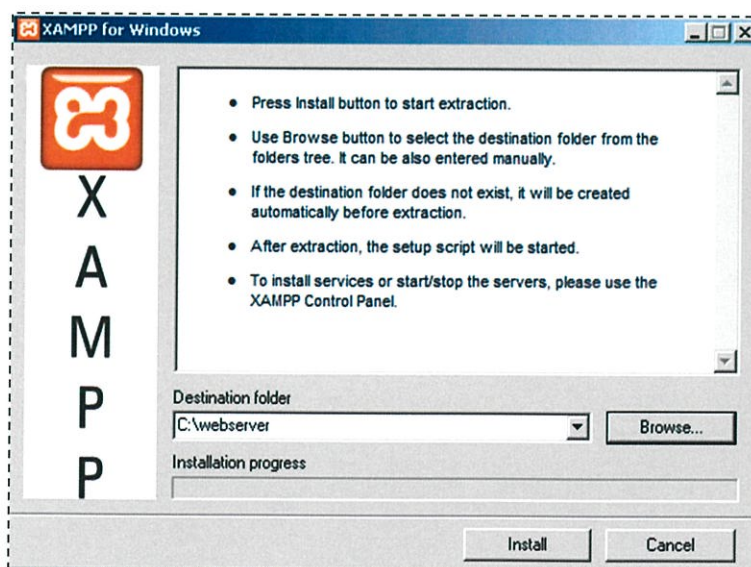 XAMPP for Windows
X
A
M
P
P
● Press Install button to start extraction.
● Use Browse button to select the destination folder from the
folders tree. It can be also entered manually.
● If the destination folder does not exist, it will be created
automatically before extraction.
● After extraction, the setup script will be started.
● To install services or start/stop the servers, please use the
XAMPP Control Panel.
Destination folder
C:\webserver
Browse...
Installation progress
Install
Cancel